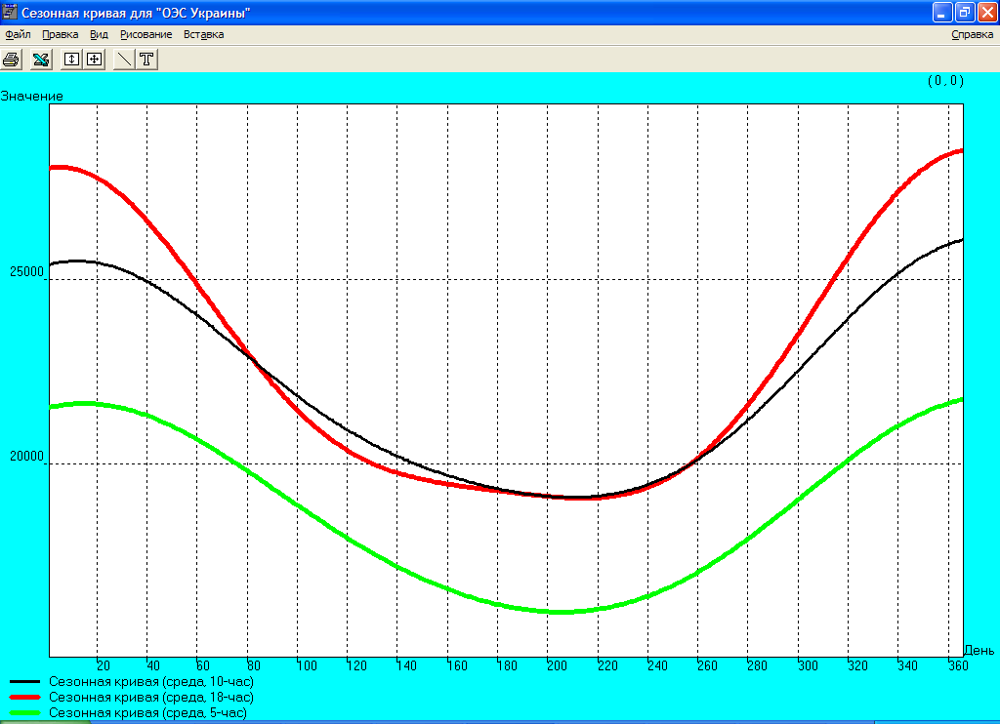 Сезонная кривая для "ОЭС Украины"
Файл Правка Вид Рисование Вставка Справка
T
(0,0)
Значение
25000
20000
День
20 40 60 80 100 120 140 160 180 200 220 240 260 280 300 320 340 360
Сезонная кривая (среда, 10-час)
Сезонная кривая (среда, 18-час)
Сезонная кривая (среда, 5-час)